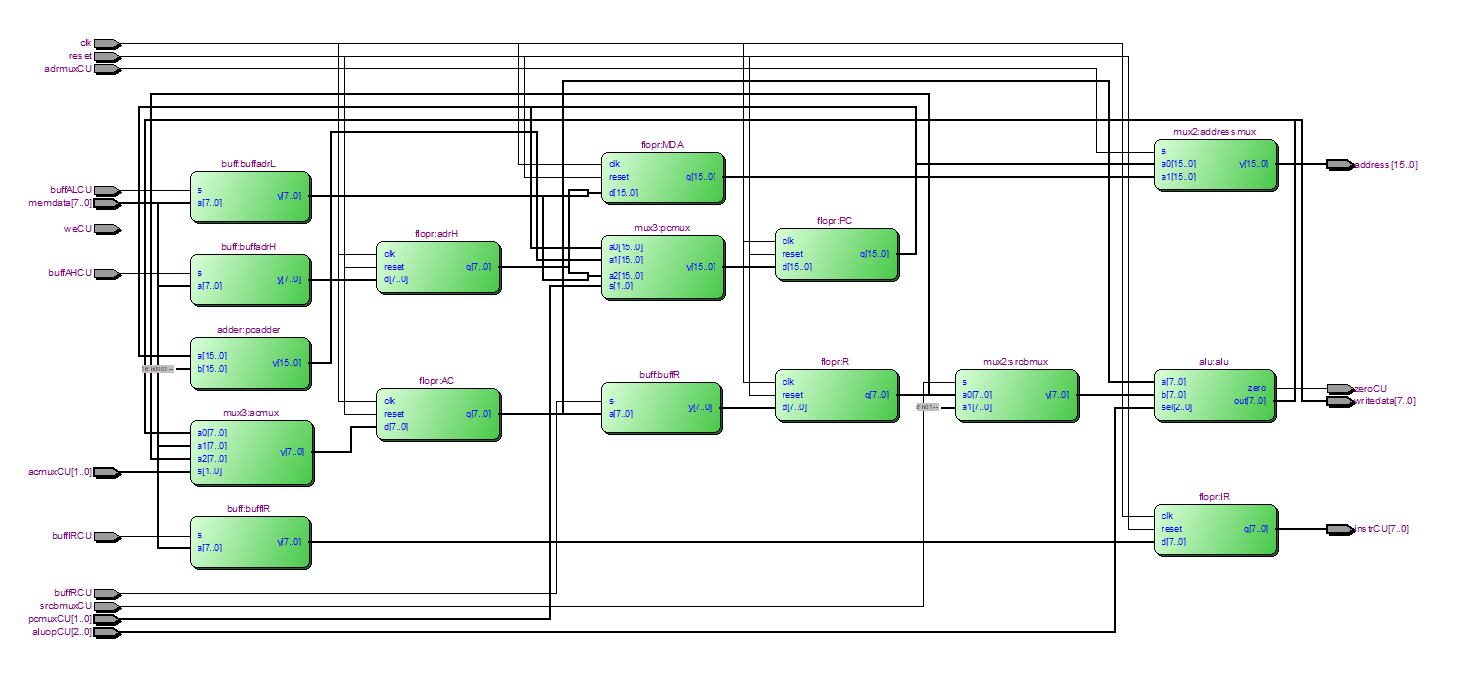 clk
reset
adrmuxCU
buffALCU
memdata[7..0]
weCU
buffAHCU
acmuxCU[1..0]
buffIRCU
buffRCU
srcbmuxCU
pcmuxCU[1..0]
aluopCU[2..0]
buff:buffadrL
s
a[7..0]
y[7..0]
buff:buffadrH
s
a[7..0]
y[7..0]
adder:pcadder
a[15..0]
b[15..0]
y[15..0]
mux3:acmux
a0[7..0]
a1[7..0]
a2[7..0]
s[1..0]
y[7..0]
buff:buffIR
s
a[7..0]
y[7..0]
flopr:adrH
clk
reset
d[7..0]
q[7..0]
flopr:AC
clk
reset
d[7..0]
q[7..0]
flopr:MDA
clk
reset
d[15..0]
q[15..0]
mux3:pcmux
a0[15..0]
a1[15..0]
a2[15..0]
s[1..0]
y[15..0]
buff:buffR
s
a[7..0]
y[7..0]
flopr:PC
clk
reset
d[15..0]
q[15..0]
flopr:R
clk
reset
d[7..0]
q[7..0]
mux2:srcbmux
s
a0[7..0]
a1[7..0]
y[7..0]
mux2:addressmux
s
a0[15..0]
a1[15..0]
y[15..0]
alu:alu
a[7..0]
b[7..0]
sel[2..0]
zero
out[7..0]
flopr:IR
clk
reset
d[7..0]
q[7..0]
address[15..0]
zeroCU
writedata[7..0]
instrCU[7..0]